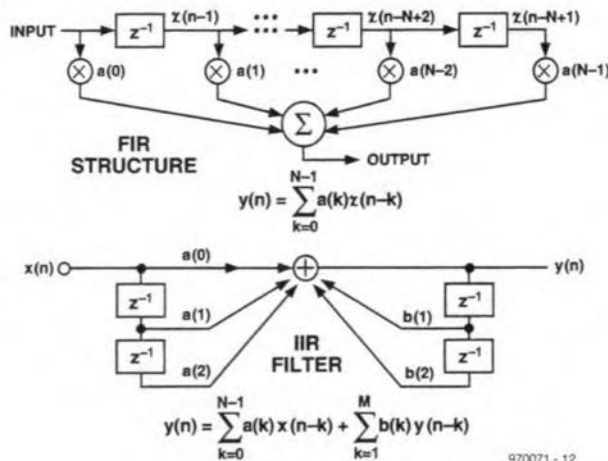 INPUT z⁻¹ χ(n−1) ••• z⁻¹ χ(n−N+2) z⁻¹ χ(n−N+1)
a(0) a(1) ••• a(N−2) a(N−1)
Σ
FIR
STRUCTURE
OUTPUT
y(n) = N−1 Σ k=0 a(k)χ(n−k)
x(n) a(0) + y(n)
z⁻¹ z⁻¹
a(1) b(1)
z⁻¹ z⁻¹
IIR
FILTER
a(2) b(2)
y(n) = N−1 Σ k=0 a(k) x (n−k) + M Σ k=1 b(k) y (n−k)
970071 - 12